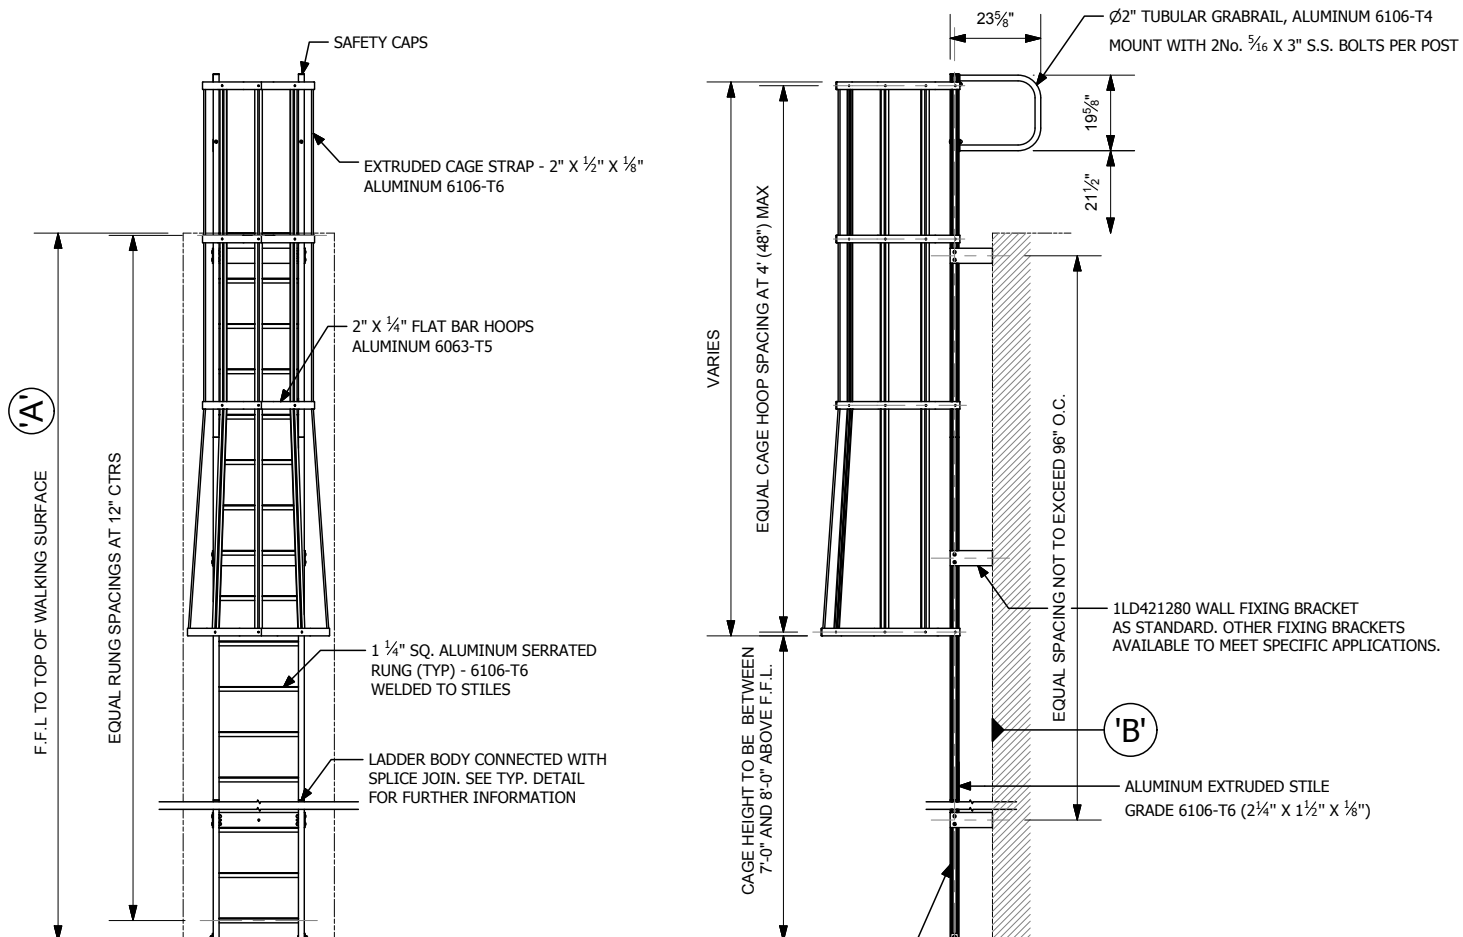 SAFETY CAPS
EXTRUDED CAGE STRAP - 2" X ½" X ⅛"
ALUMINUM 6106-T6
2" X ¼" FLAT BAR HOOPS
ALUMINUM 6063-T5
'A'
F.F.L TO TOP OF WALKING SURFACE
EQUAL RUNG SPACINGS AT 12" CTRS
1 ¼" SQ. ALUMINUM SERRATED
RUNG (TYP) - 6106-T6
WELDED TO STILES
LADDER BODY CONNECTED WITH
SPLICE JOIN. SEE TYP. DETAIL
FOR FURTHER INFORMATION
23⅝"
Ø2" TUBULAR GRABRAIL, ALUMINUM 6106-T4
MOUNT WITH 2No. 5⁄16 X 3" S.S. BOLTS PER POST
19⅝"
21½"
VARIES
EQUAL CAGE HOOP SPACING AT 4' (48") MAX
EQUAL SPACING NOT TO EXCEED 96" O.C.
1LD421280 WALL FIXING BRACKET
AS STANDARD. OTHER FIXING BRACKETS
AVAILABLE TO MEET SPECIFIC APPLICATIONS.
CAGE HEIGHT TO BE BETWEEN
7'-0" AND 8'-0" ABOVE F.F.L.
'B'
ALUMINUM EXTRUDED STILE
GRADE 6106-T6 (2¼" X 1½" X ⅛")